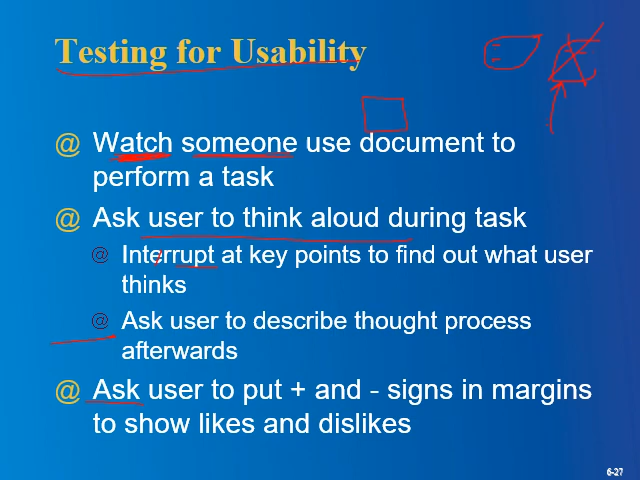 Testing for Usability
@ Watch someone use document to
perform a task
@ Ask user to think aloud during task
@ Interrupt at key points to find out what user
thinks
@ Ask user to describe thought process
afterwards
@ Ask user to put + and - signs in margins
to show likes and dislikes
6-27